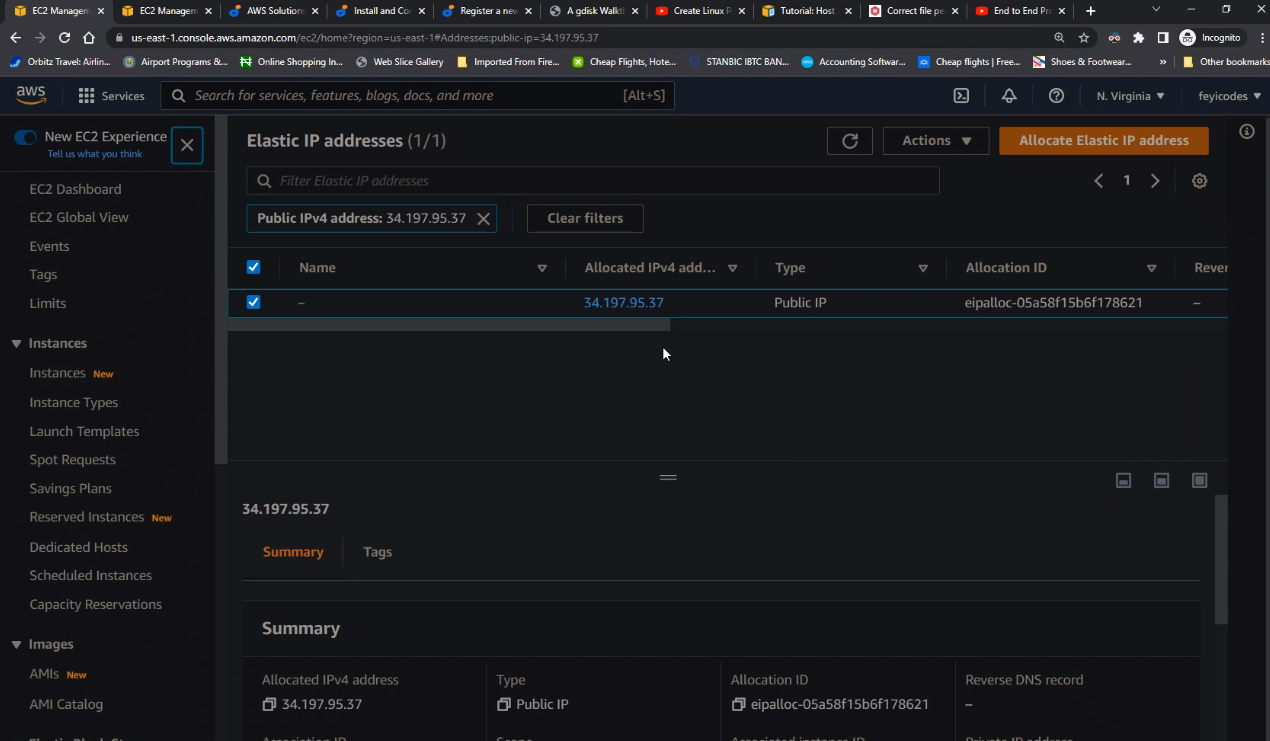 EC2 Managem
EC2 Managem
AWS Solution
Install and Co
Register a nev
A gdisk Walkt
Create Linux P
Tutorial: Host
Correct file pe
End to End Pr
us-east-1.console.aws.amazon.com/ec2/home?region=us-east-1#Addresses:public-ip=34.197.95.37
Incognito
Orbitz Travel: Airlin...
Airport Programs &...
Online Shopping In...
Web Slice Gallery
Imported From Fire...
Cheap Flights, Hote...
STANBIC IBTC BAN...
Accounting Softwar...
Cheap flights | Free...
Shoes & Footwear...
»
Other bookmarks
aws
Services
Search for services, features, blogs, docs, and more
[Alt+S]
N. Virginia
feyicodes
New EC2 Experience
Tell us what you think
EC2 Dashboard
EC2 Global View
Events
Tags
Limits
Instances
Instances New
Instance Types
Launch Templates
Spot Requests
Savings Plans
Reserved Instances New
Dedicated Hosts
Scheduled Instances
Capacity Reservations
Images
AMIs New
AMI Catalog
Elastic IP addresses (1/1)
Actions
Allocate Elastic IP address
Filter Elastic IP addresses
1
Public IPv4 address: 34.197.95.37
Clear filters
Name
Allocated IPv4 add...
Type
Allocation ID
Rever
–
34.197.95.37
Public IP
eipalloc-05a58f15b6f178621
–
34.197.95.37
Summary
Tags
Summary
Allocated IPv4 address
Type
Allocation ID
Reverse DNS record
34.197.95.37
Public IP
eipalloc-05a58f15b6f178621
–